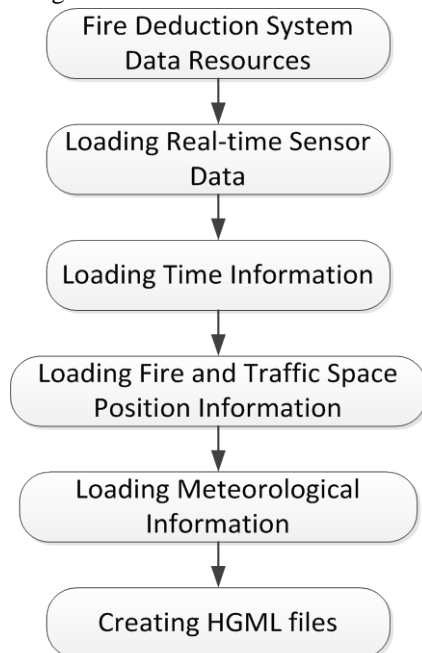 Fire Deduction System
Data Resources
Loading Real-time Sensor
Data
Loading Time Information
Loading Fire and Traffic Space
Position Information
Loading Meteorological
Information
Creating HGML files